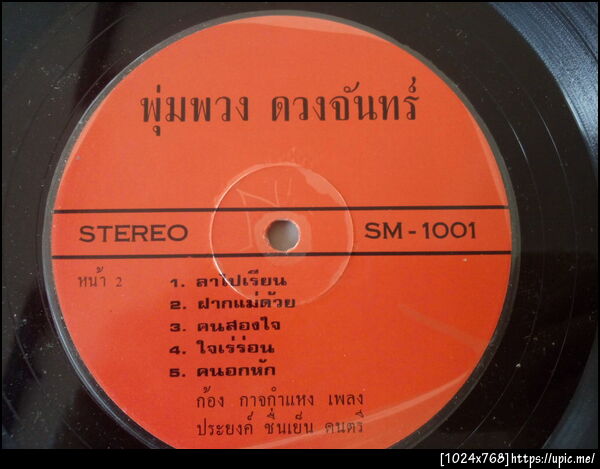 พุ่มพวง ดวงจันทร์
STEREO SM-1001
หน้า 2
1. ลาไปเรียน
2. ฝากแม่ด้วย
3. คนสองใจ
4. ใจเร่ร่อน
5. คนอกหัก
ก้อง กาจกำแหง เพลง
ประยงค์ ชื่นเย็น ดนตรี
[1024x768]https://upic.me/